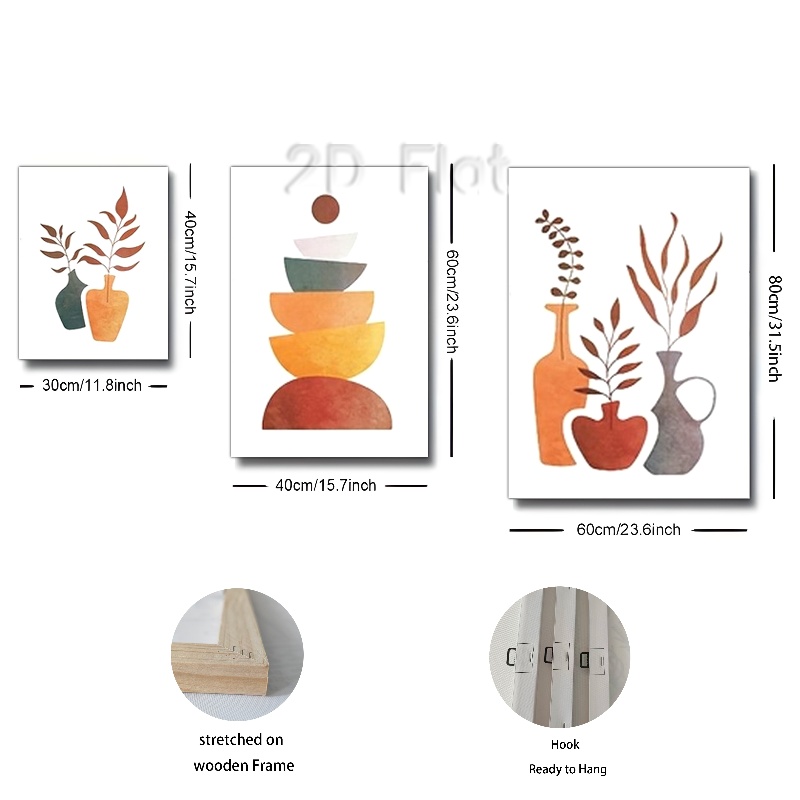 2D Flat
40cm/15.7inch
60cm/23.6inch
80cm/31.5inch
30cm/11.8inch
40cm/15.7inch
60cm/23.6inch
stretched on
wooden Frame
Hook
Ready to Hang